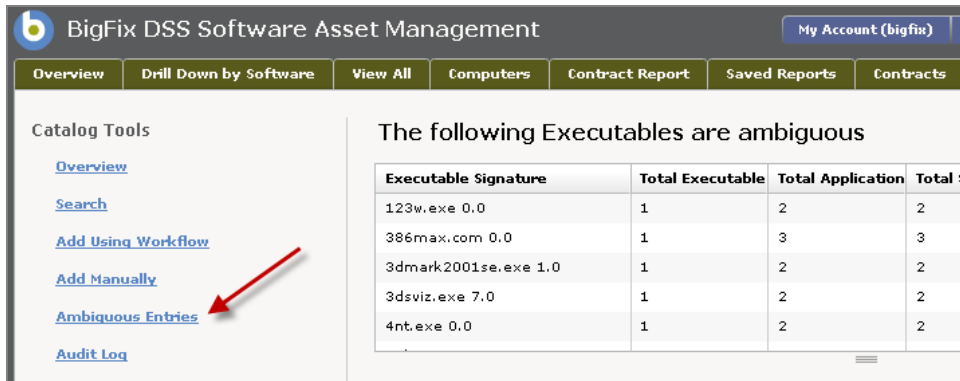 BigFix DSS Software Asset Management
My Account (bigfix)
Overview Drill Down by Software View All Computers Contract Report Saved Reports Contracts
Catalog Tools
Overview
Search
Add Using Workflow
Add Manually
Ambiguous Entries
Audit Log
The following Executables are ambiguous
Executable Signature Total Executable Total Application Total
123w.exe 0.0 1 2 2
386max.com 0.0 1 3 3
3dmark2001se.exe 1.0 1 2 2
3dsviz.exe 7.0 1 2 2
4nt.exe 0.0 1 2 2